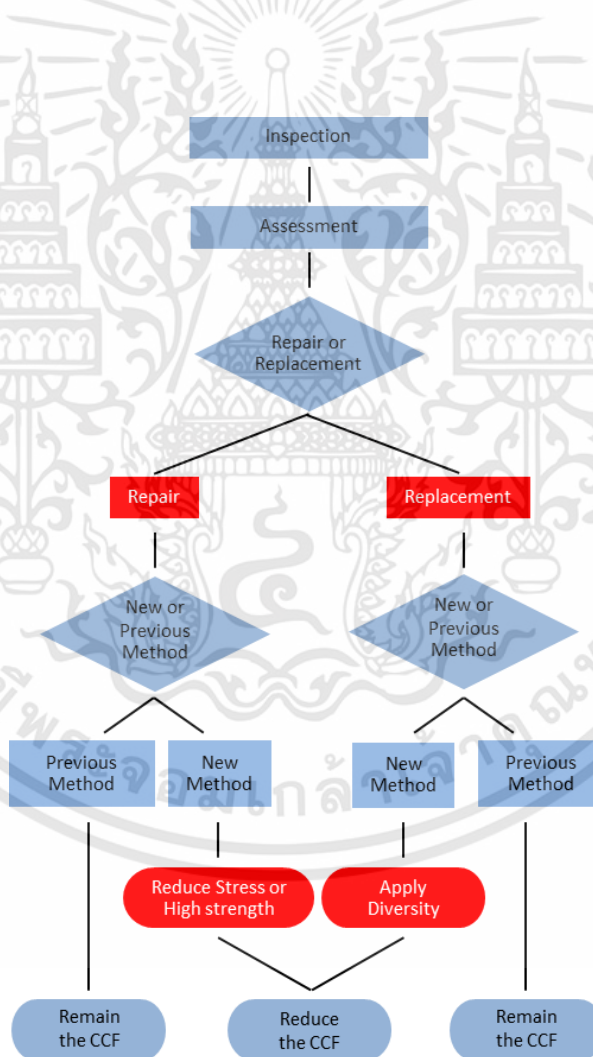 Inspection
Assessment
Repair or
Replacement
Repair
Replacement
New or
Previous
Method
New or
Previous
Method
Previous
Method
New
Method
New
Method
Previous
Method
Reduce Stress or
High strength
Apply
Diversity
Remain
the CCF
Reduce
the CCF
Remain
the CCF